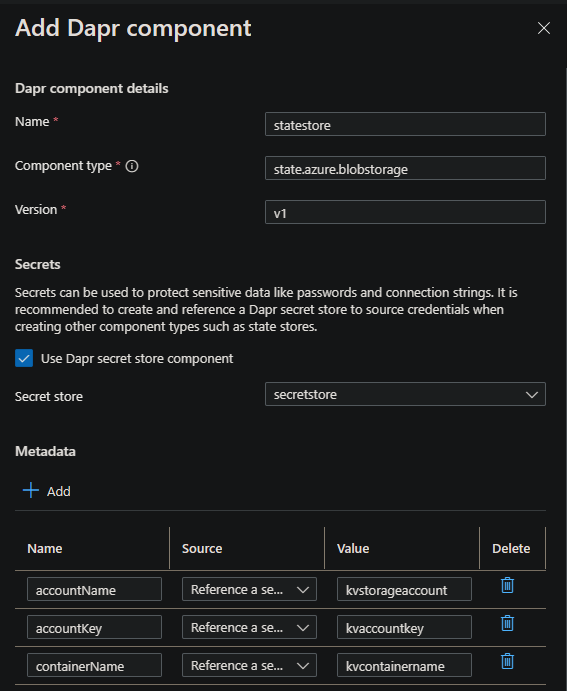 Add Dapr component
Dapr component details
Name *
statestore
Component type *
state.azure.blobstorage
Version *
v1
Secrets
Secrets can be used to protect sensitive data like passwords and connection strings. It is
recommended to create and reference a Dapr secret store to source credentials when
creating other component types such as state stores.
Use Dapr secret store component
Secret store
secretstore
Metadata
Add
Name Source Value Delete
accountName Reference a se... kvstorageaccount
accountKey Reference a se... kvaccountkey
containerName Reference a se... kvcontainername